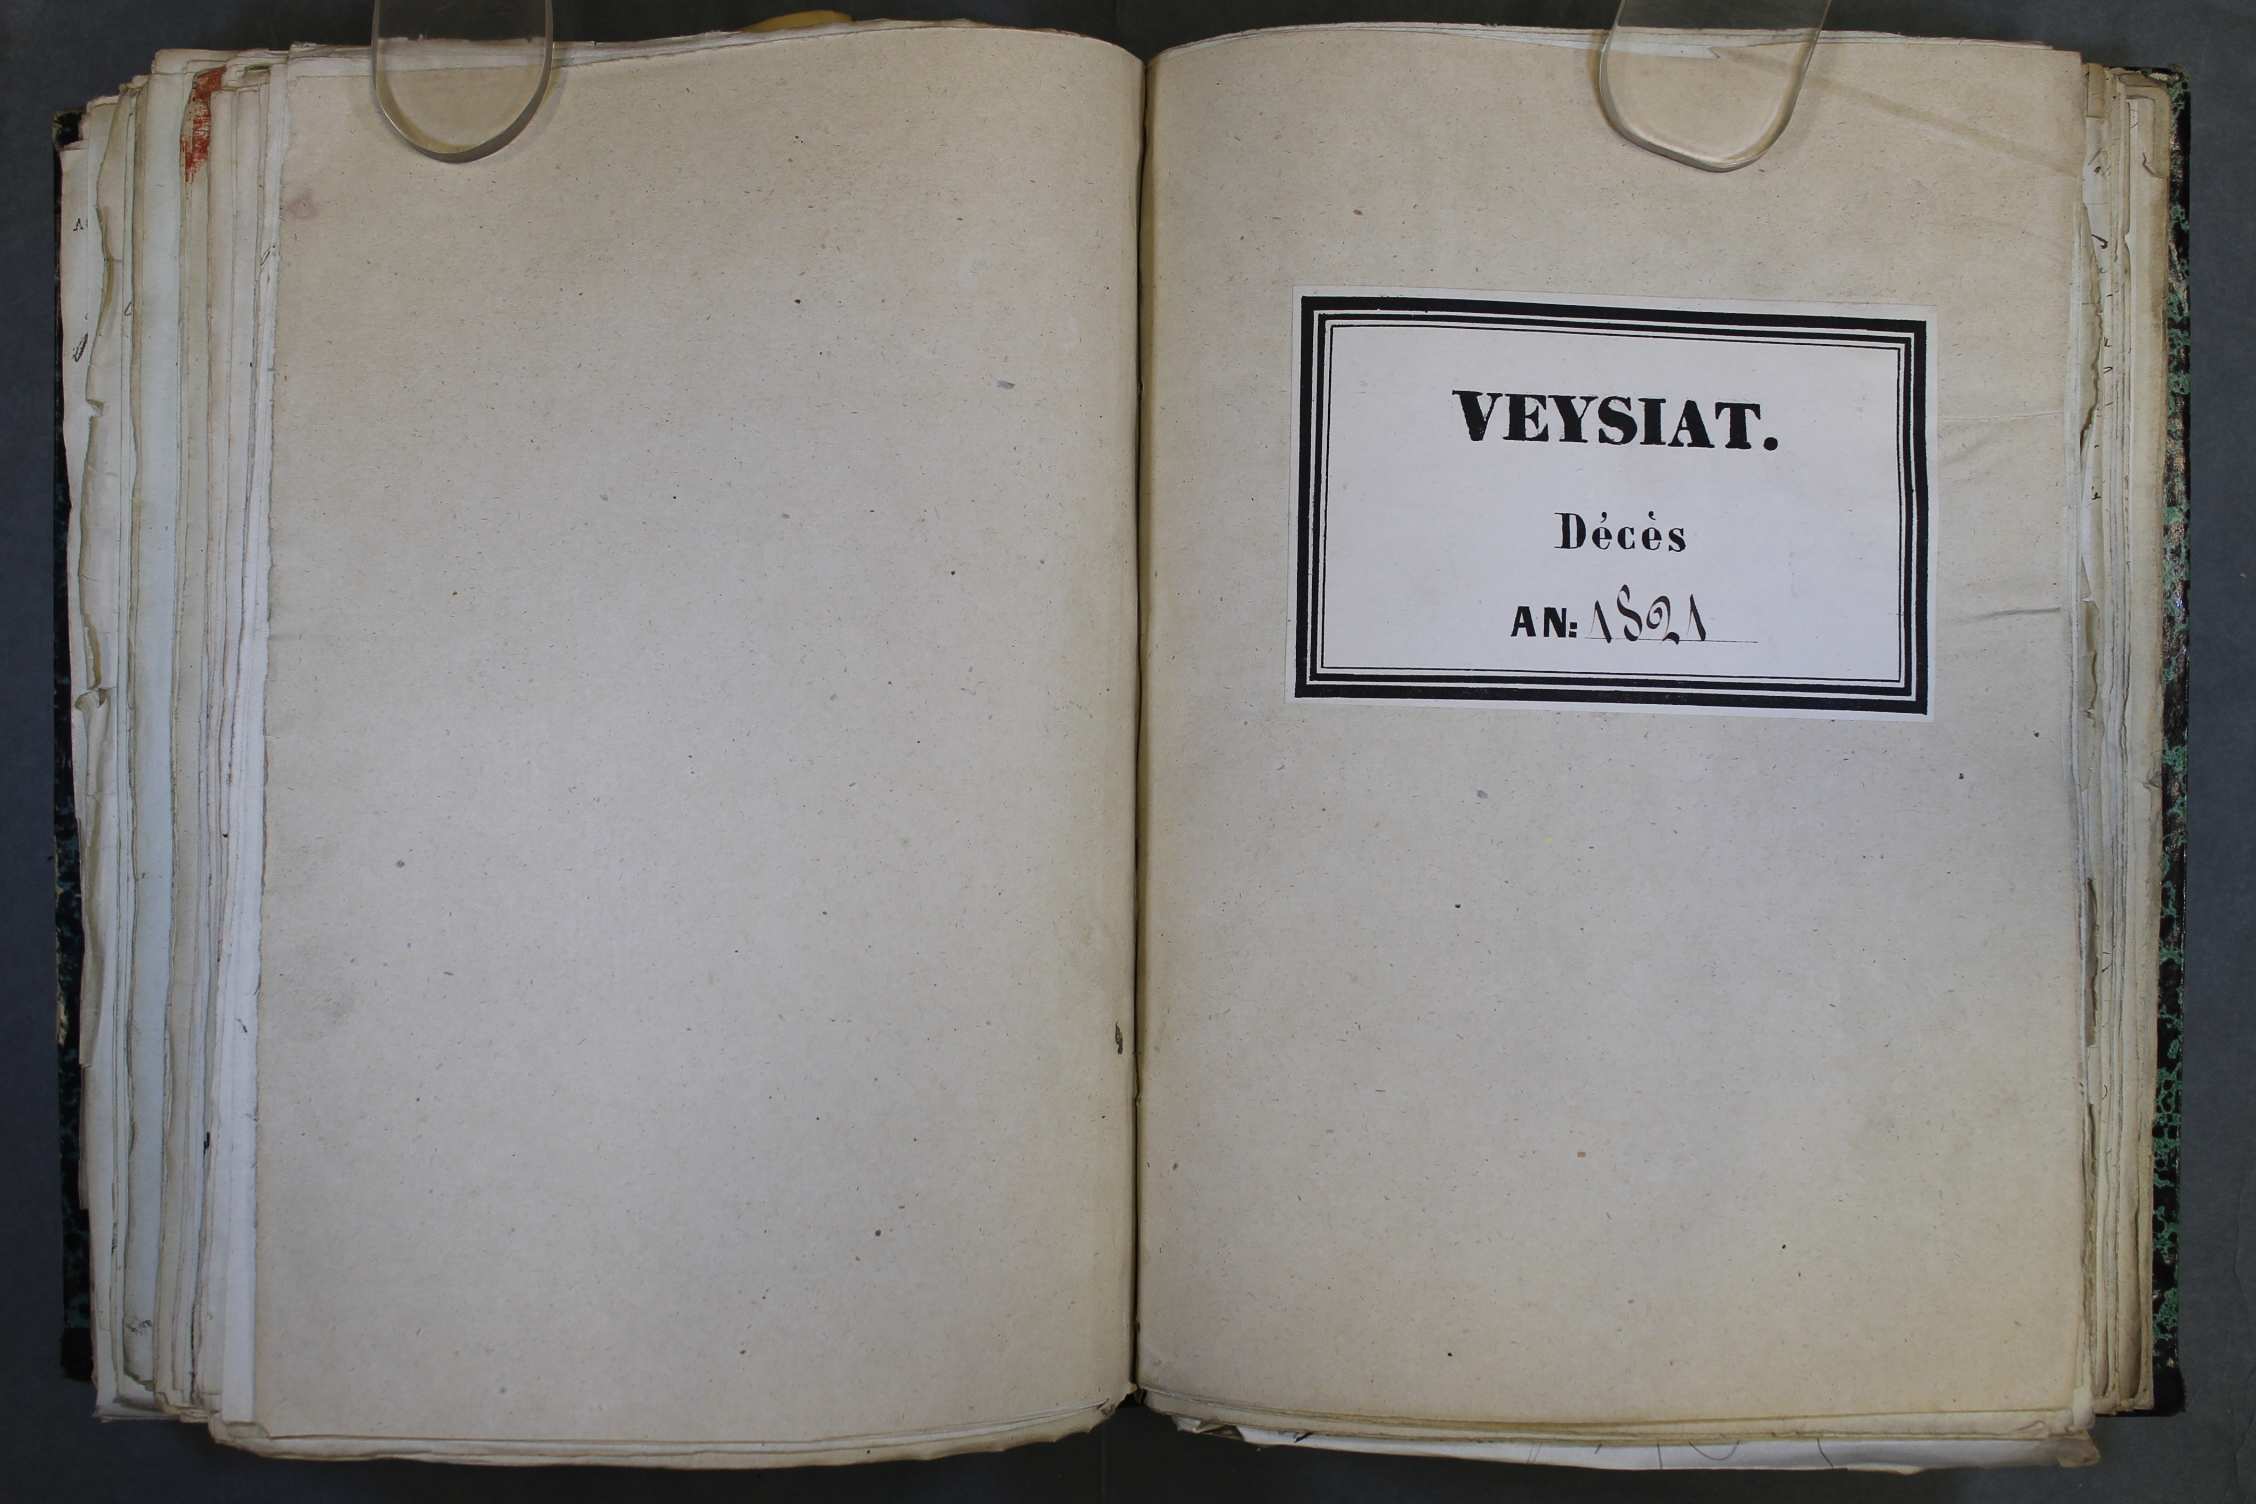 VEYSIAT.
Décès
AN: 1821